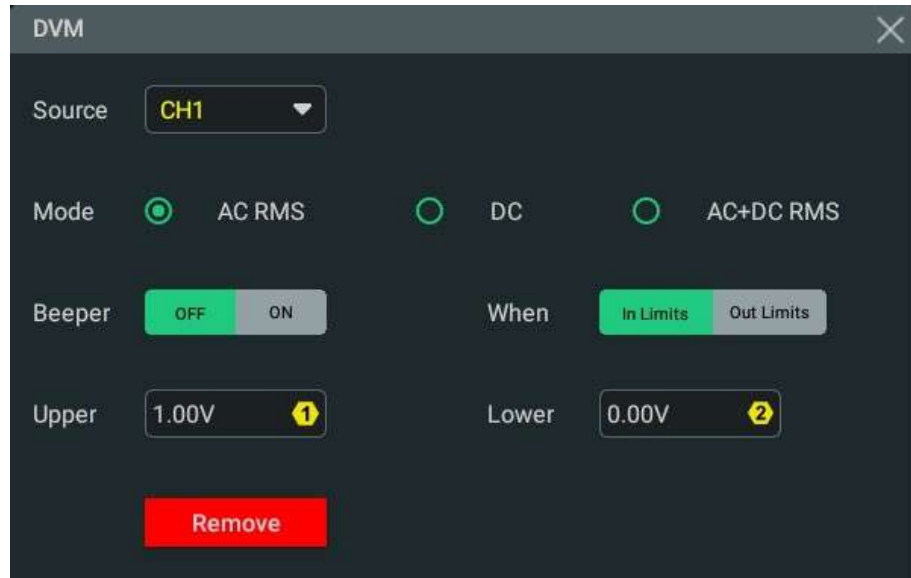 DVM
Source CH1
Mode AC RMS DC AC+DC RMS
Beeper OFF ON When In Limits Out Limits
Upper 1.00V 1 Lower 0.00V 2
Remove